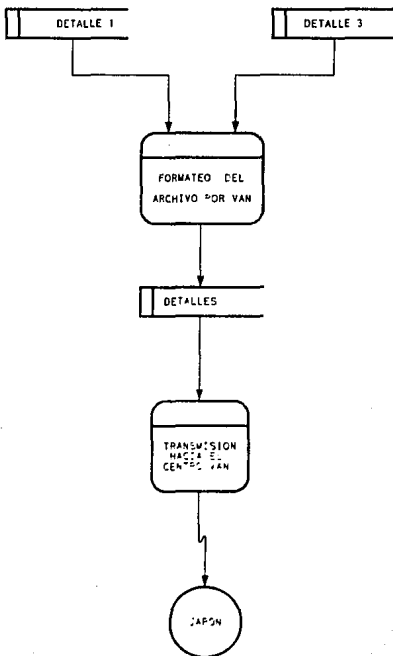 DETALLE 1
DETALLE 3
FORMATEO DEL
ARCHIVO POR VAN
DETALLES
TRANSMISION
HACIA EL
CENTRO VAN
JAPON